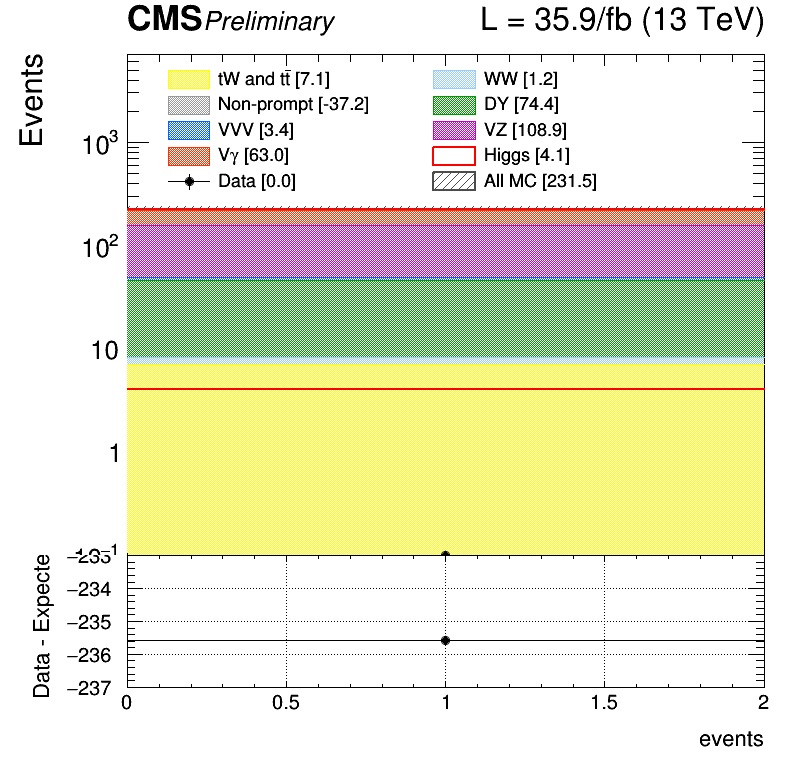 CMS Preliminary L = 35.9/fb (13 TeV)
Events
tW and tt̄ [7.1] WW [1.2]
Non-prompt [-37.2] DY [74.4]
VVV [3.4] VZ [108.9]
Vγ [63.0] Higgs [4.1]
Data [0.0] All MC [231.5]
10³
10²
10
1
Data - Expecte
−234
−235
−236
−237
0 0.5 1 1.5 2
events